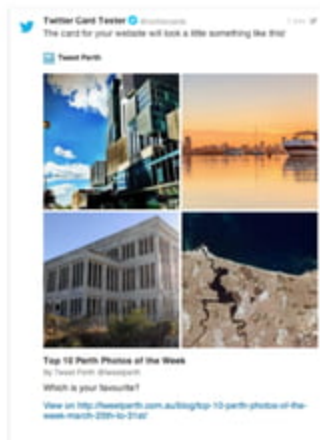 Twitter Card Tester @twittercards
The card for your website will look a little something like this!
Tweet Perth
Top 10 Perth Photos of the Week
By Tweet Perth @tweetperth
Which is your favourite?
View on http://tweetperth.com.au/blog/top-10-perth-photos-of-the-
week-march-25th-to-31st/